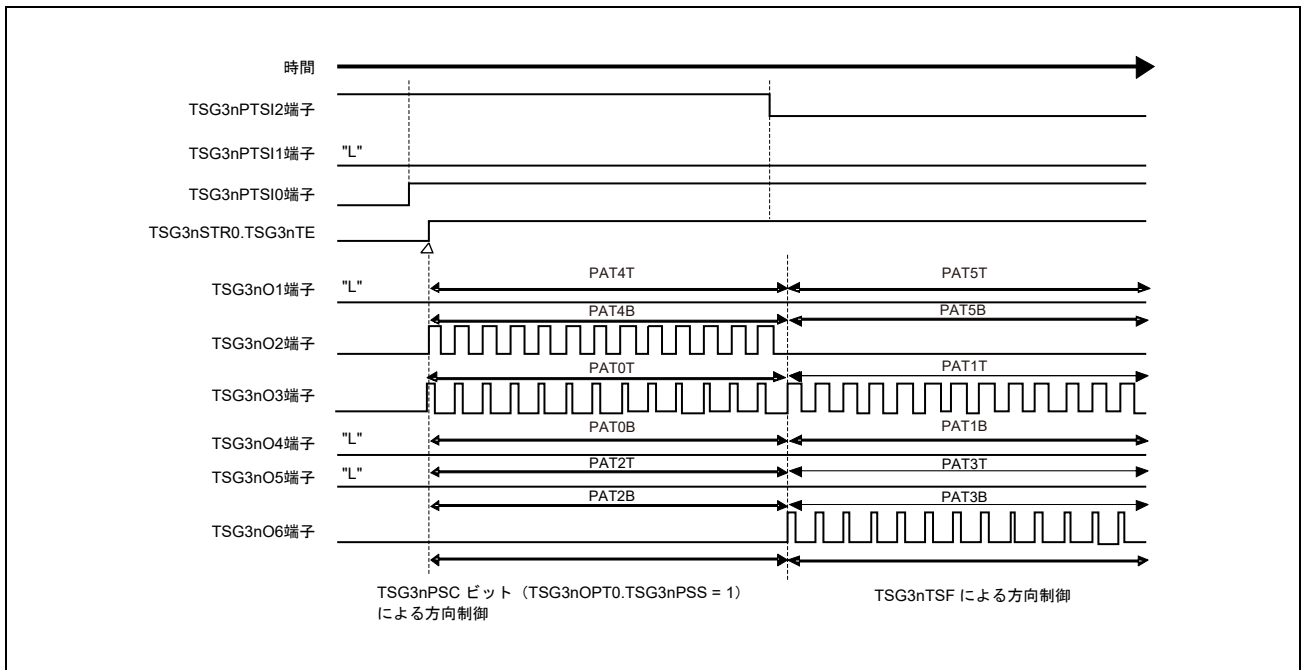 時間
TSG3nPTSI2端子
TSG3nPTSI1端子 "L"
TSG3nPTSI0端子
TSG3nSTR0.TSG3nTE
PAT4T PAT5T
TSG3nO1端子 "L"
PAT4B PAT5B
TSG3nO2端子
PAT0T PAT1T
TSG3nO3端子
PAT0B PAT1B
TSG3nO4端子 "L"
PAT2T PAT3T
TSG3nO5端子 "L"
PAT2B PAT3B
TSG3nO6端子
TSG3nPSC ビット（TSG3nOPT0.TSG3nPSS = 1）
による方向制御
TSG3nTSF による方向制御